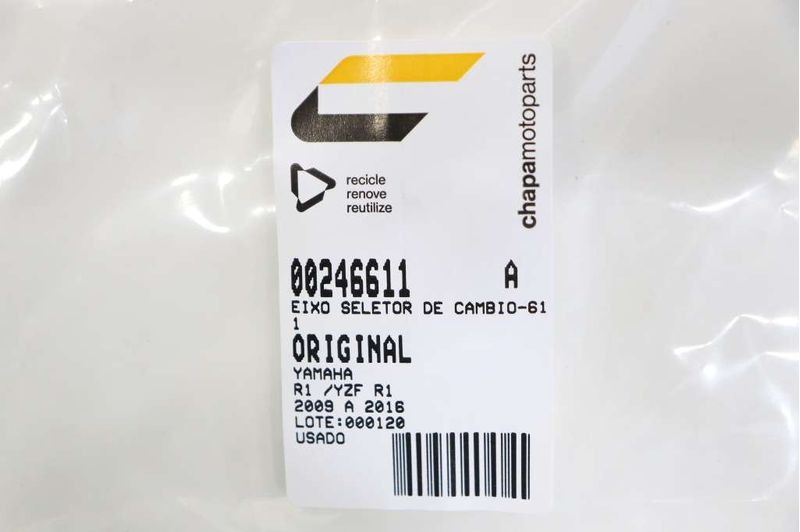 chapamotoparts
recicle
renove
reutilize
00246611 A
EIXO SELETOR DE CAMBIO-61
1
ORIGINAL
YAMAHA
R1 /YZF R1
2009 A 2016
LOTE:000120
USADO